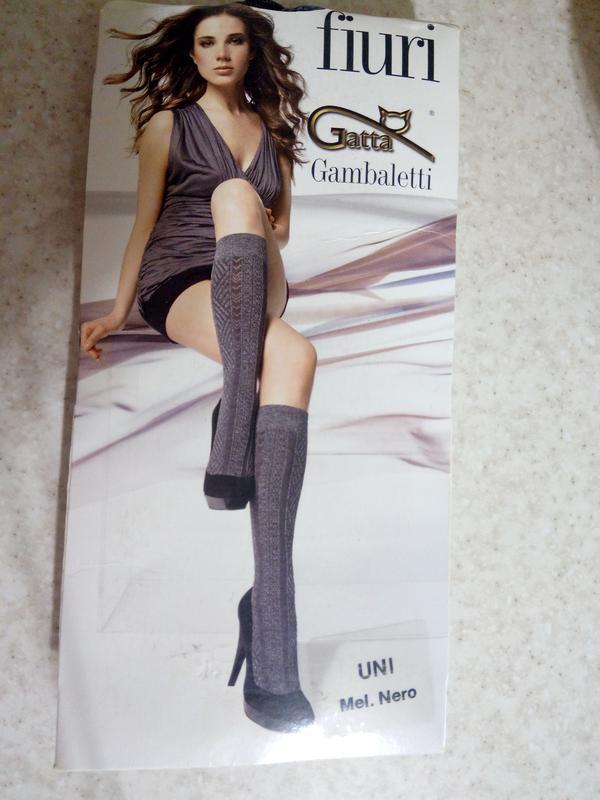 fiuri
Gatta®
Gambaletti
UNI
Mel. Nero